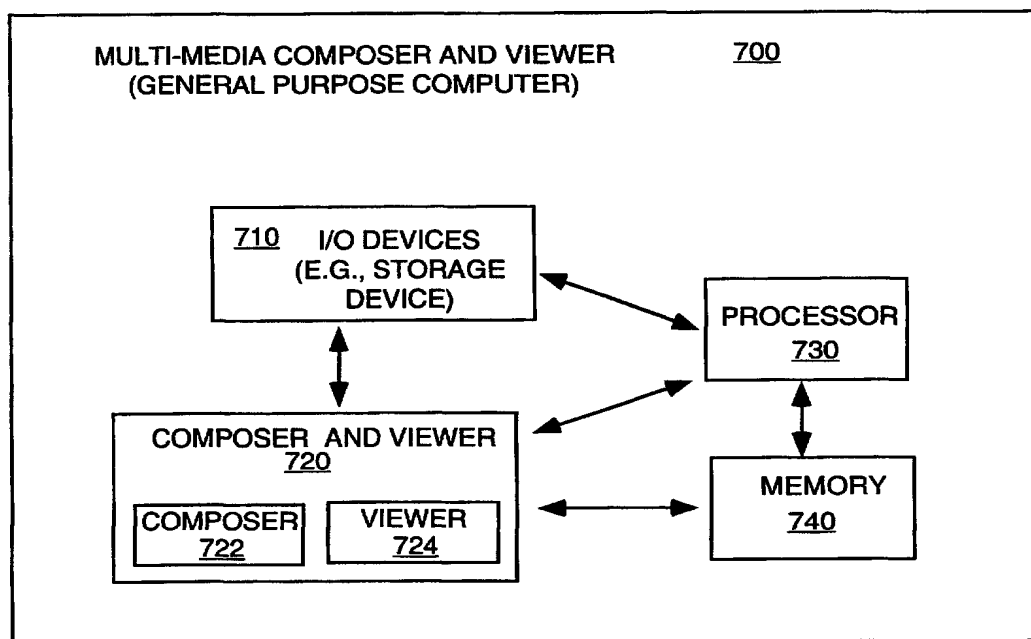 MULTI-MEDIA COMPOSER AND VIEWER 700
(GENERAL PURPOSE COMPUTER)
710 I/O DEVICES
(E.G., STORAGE
DEVICE)
PROCESSOR
730
COMPOSER AND VIEWER
720
COMPOSER
722
VIEWER
724
MEMORY
740